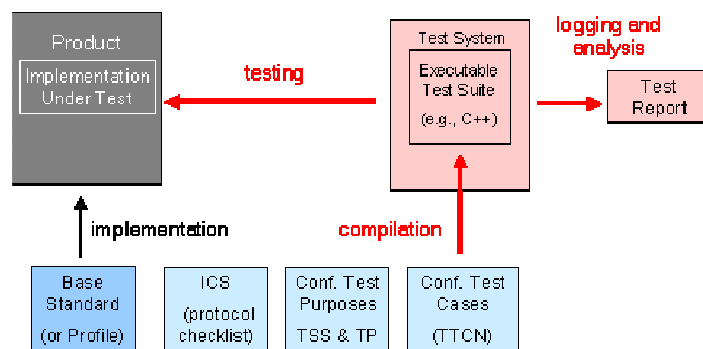 Product
Implementation
Under Test
testing
Test System
Executable
Test Suite
(e.g., C++)
logging and
analysis
Test
Report
implementation
compilation
Base
Standard
(or Profile)
ICS
(protocol
checklist)
Conf. Test
Purposes
TSS & TP
Conf. Test
Cases
(TTCN)